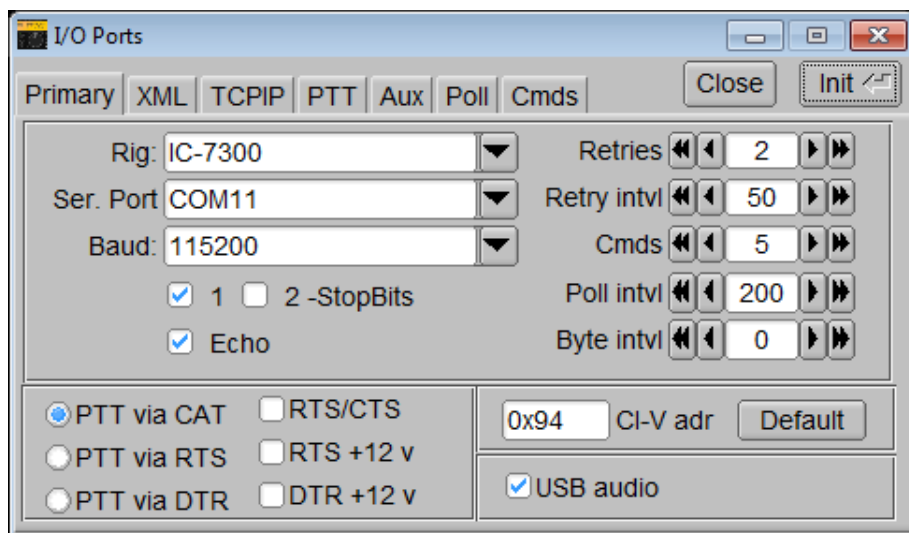 I/O Ports
Primary XML TCPIP PTT Aux Poll Cmds Close Init
Rig: IC-7300 Retries 2
Ser. Port COM11 Retry intvl 50
Baud: 115200 Cmds 5
1 2 -StopBits Poll intvl 200
Echo Byte intvl 0
PTT via CAT RTS/CTS 0x94 CI-V adr Default
PTT via RTS RTS +12 v
PTT via DTR DTR +12 v USB audio